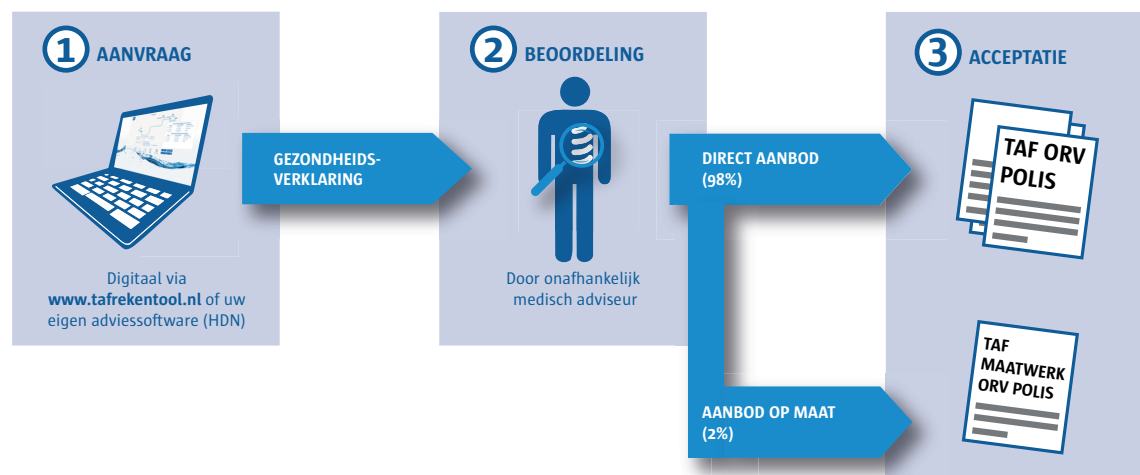 1 AANVRAAG
Digitaal via
www.tafrekentool.nl of uw
eigen adviessoftware (HDN)
GEZONDHEIDS-
VERKLARING
2 BEOORDELING
Door onafhankelijk
medisch adviseur
DIRECT AANBOD
(98%)
AANBOD OP MAAT
(2%)
3 ACCEPTATIE
TAF ORV
POLIS
TAF
MAATWERK
ORV POLIS